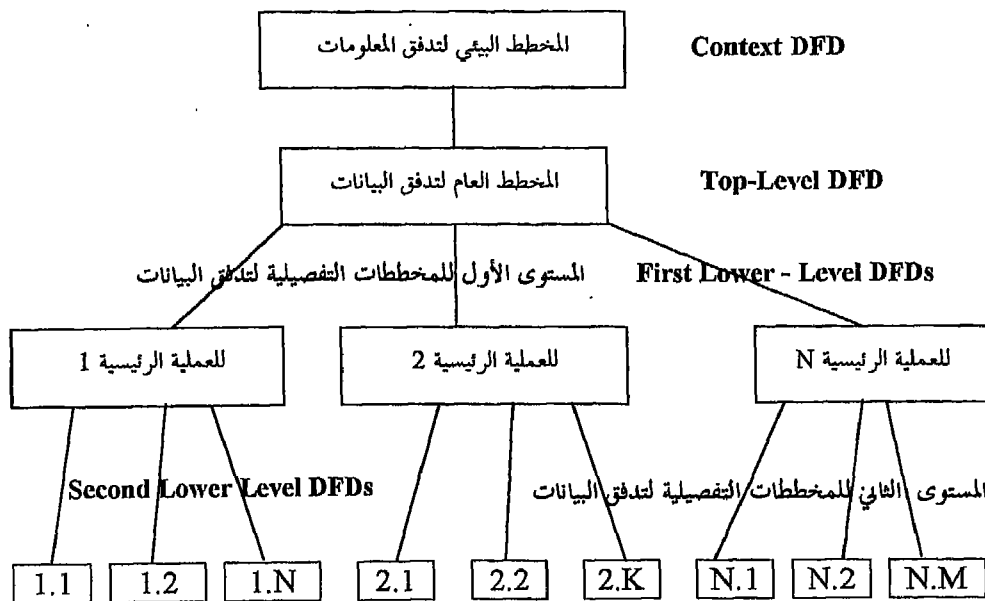 المخطط البيئي لتدفق المعلومات
Context DFD
المخطط العام لتدفق البيانات
Top-Level DFD
المستوى الأول للمخططات التفصيلية لتدفق البيانات
First Lower - Level DFDs
للعملية الرئيسية 1
للعملية الرئيسية 2
للعملية الرئيسية N
Second Lower Level DFDs
المستوى الثاني للمخططات التفصيلية لتدفق البيانات
1.1
1.2
1.N
2.1
2.2
2.K
N.1
N.2
N.M